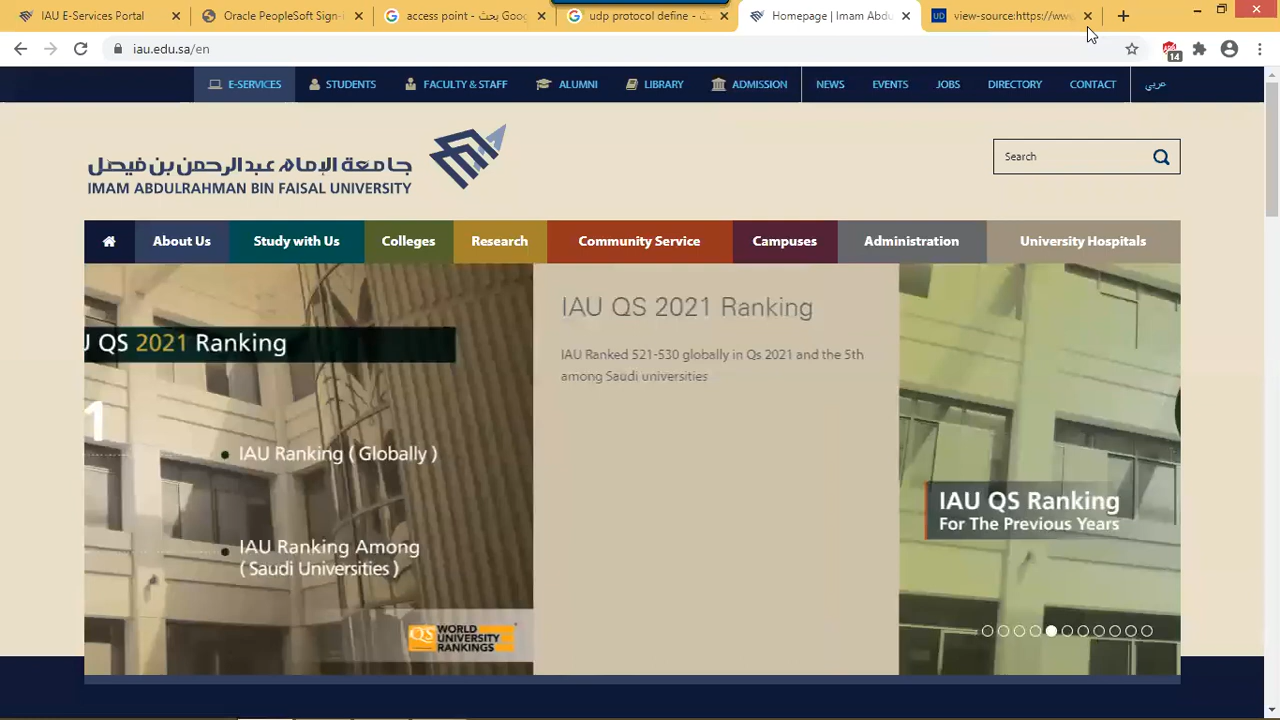 IAU E-Services Portal
Oracle PeopleSoft Sign-i
access point - بحث Goog
udp protocol define - بحث
Homepage | Imam Abdu
UD view-source:https://www
iau.edu.sa/en
14
E-SERVICES STUDENTS FACULTY & STAFF ALUMNI LIBRARY ADMISSION NEWS EVENTS JOBS DIRECTORY CONTACT عربي
جامعة الإمام عبدالرحمن بن فيصل
IMAM ABDULRAHMAN BIN FAISAL UNIVERSITY
Search
About Us Study with Us Colleges Research Community Service Campuses Administration University Hospitals
U QS 2021 Ranking
1
IAU Ranking ( Globally )
IAU Ranking Among
( Saudi Universities )
QS WORLD
UNIVERSITY
RANKINGS
IAU QS 2021 Ranking
IAU Ranked 521-530 globally in Qs 2021 and the 5th
among Saudi universities
IAU QS Ranking
For The Previous Years